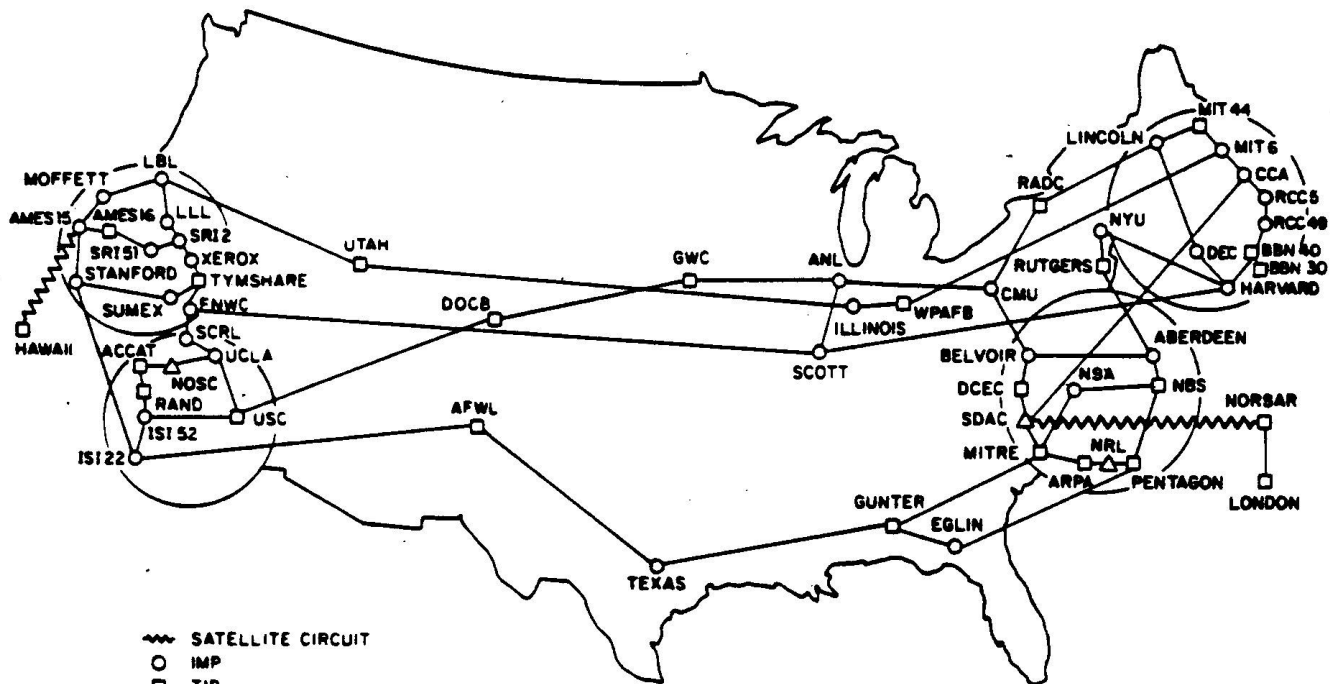 MIT 44
LINCOLN
MIT 6
LBL
CCA
MOFFETT
RADC
RCC 5
AMES 15
AMES 16
LLL
RCC 49
SRI 2
NYU
SRI 51
XEROX
UTAH
GWC
ANL
DEC
BBN 40
RUTGERS
BBN 30
STANFORD
TYMSHARE
CMU
HARVARD
SUMEX
FNWC
DOCB
ILLINOIS
WPAFB
SCRL
HAWAII
ACCAT
UCLA
SCOTT
BELVOIR
ABERDEEN
NOSC
DCEC
NSA
NBS
RAND
USC
AFWL
SDAC
NORSAR
ISI 52
ISI 22
MITRE
NRL
ARPA
PENTAGON
GUNTER
LONDON
EGLIN
TEXAS
SATELLITE CIRCUIT
IMP
TIP